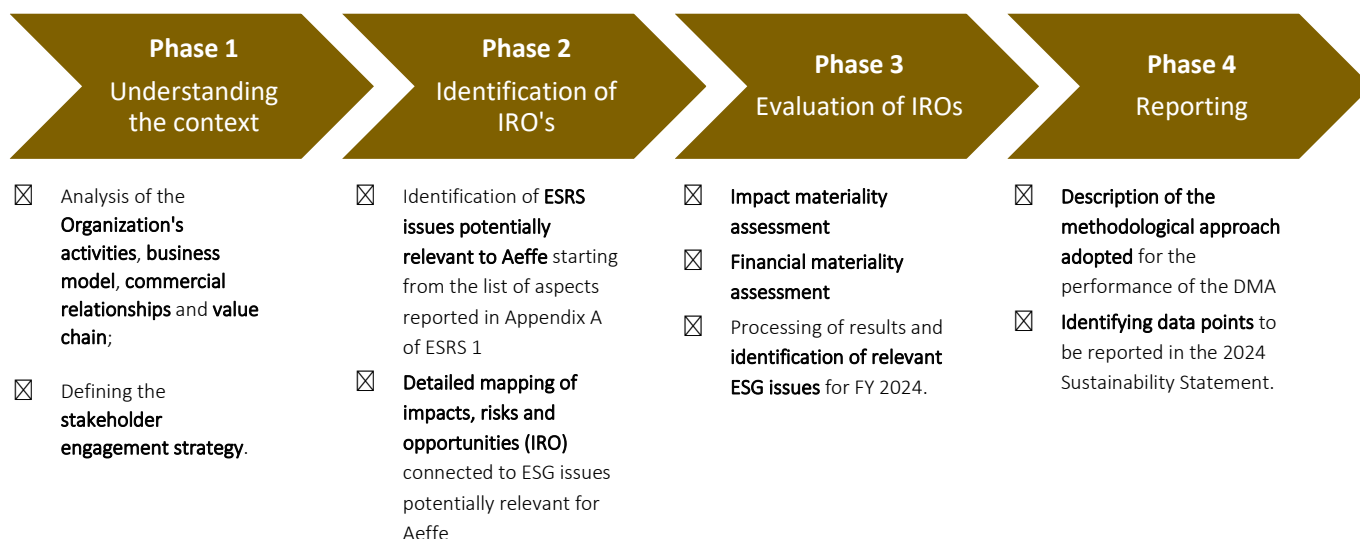 Phase 1
Understanding
the context
Phase 2
Identification of
IRO's
Phase 3
Evaluation of IROs
Phase 4
Reporting
Analysis of the
Organization's
activities, business
model, commercial
relationships and value
chain;
Defining the
stakeholder
engagement strategy.
Identification of ESRS
issues potentially
relevant to Aeffe starting
from the list of aspects
reported in Appendix A
of ESRS 1
Detailed mapping of
impacts, risks and
opportunities (IRO)
connected to ESG issues
potentially relevant for
Aeffe
Impact materiality
assessment
Financial materiality
assessment
Processing of results and
identification of relevant
ESG issues for FY 2024.
Description of the
methodological approach
adopted for the
performance of the DMA
Identifying data points to
be reported in the 2024
Sustainability Statement.